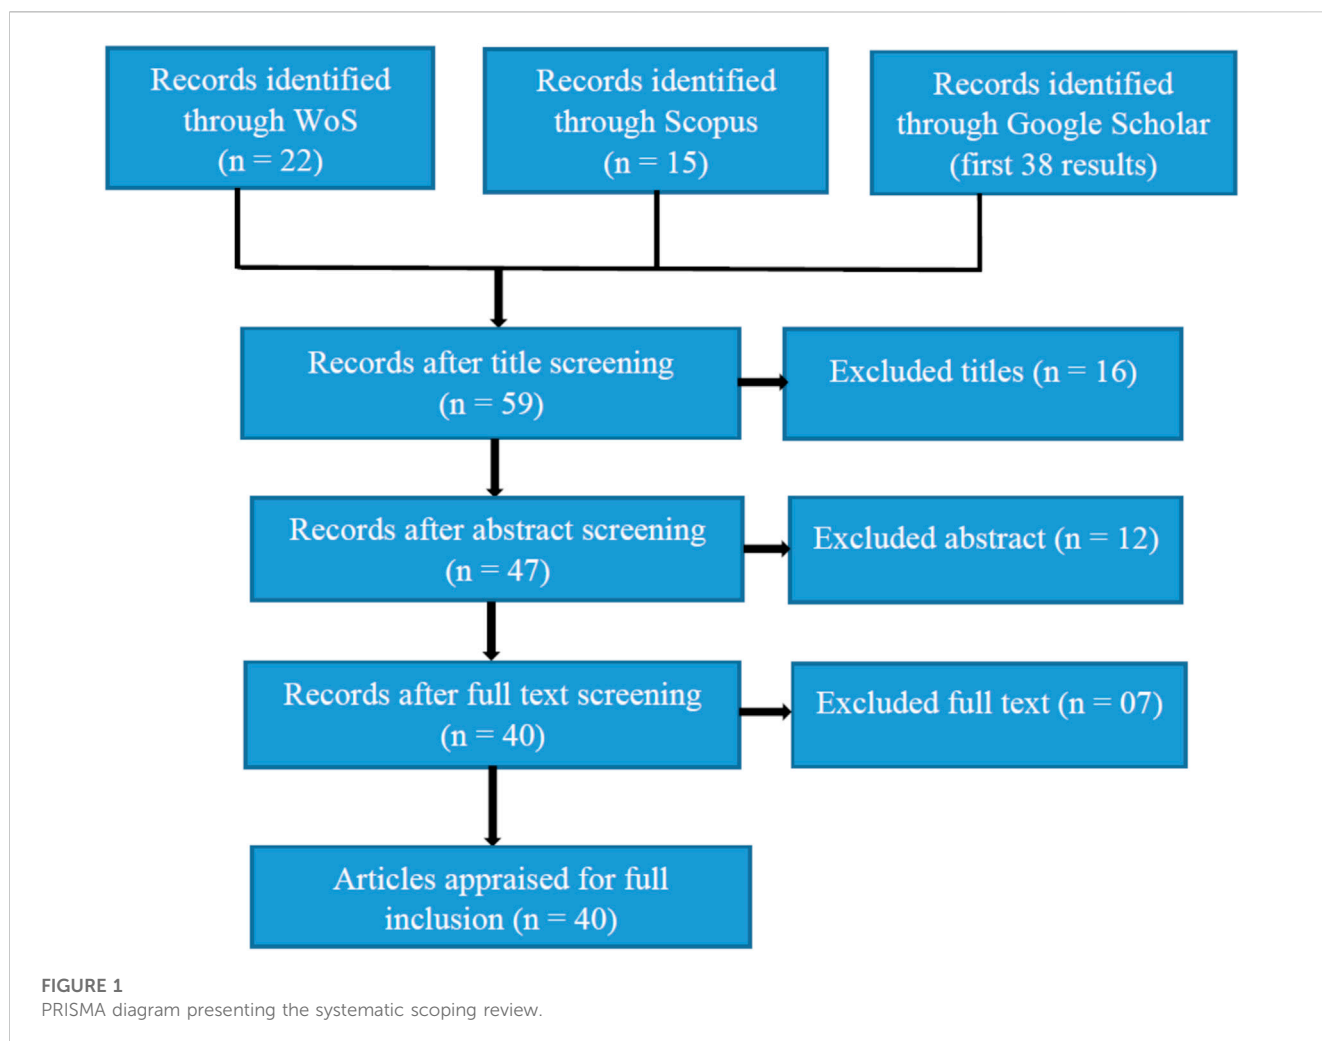 Records identified
through WoS
(n = 22)
Records identified
through Scopus
(n = 15)
Records identified
through Google Scholar
(first 38 results)
Records after title screening
(n = 59)
Excluded titles (n = 16)
Records after abstract screening
(n = 47)
Excluded abstract (n = 12)
Records after full text screening
(n = 40)
Excluded full text (n = 07)
Articles appraised for full
inclusion (n = 40)
FIGURE 1
PRISMA diagram presenting the systematic scoping review.